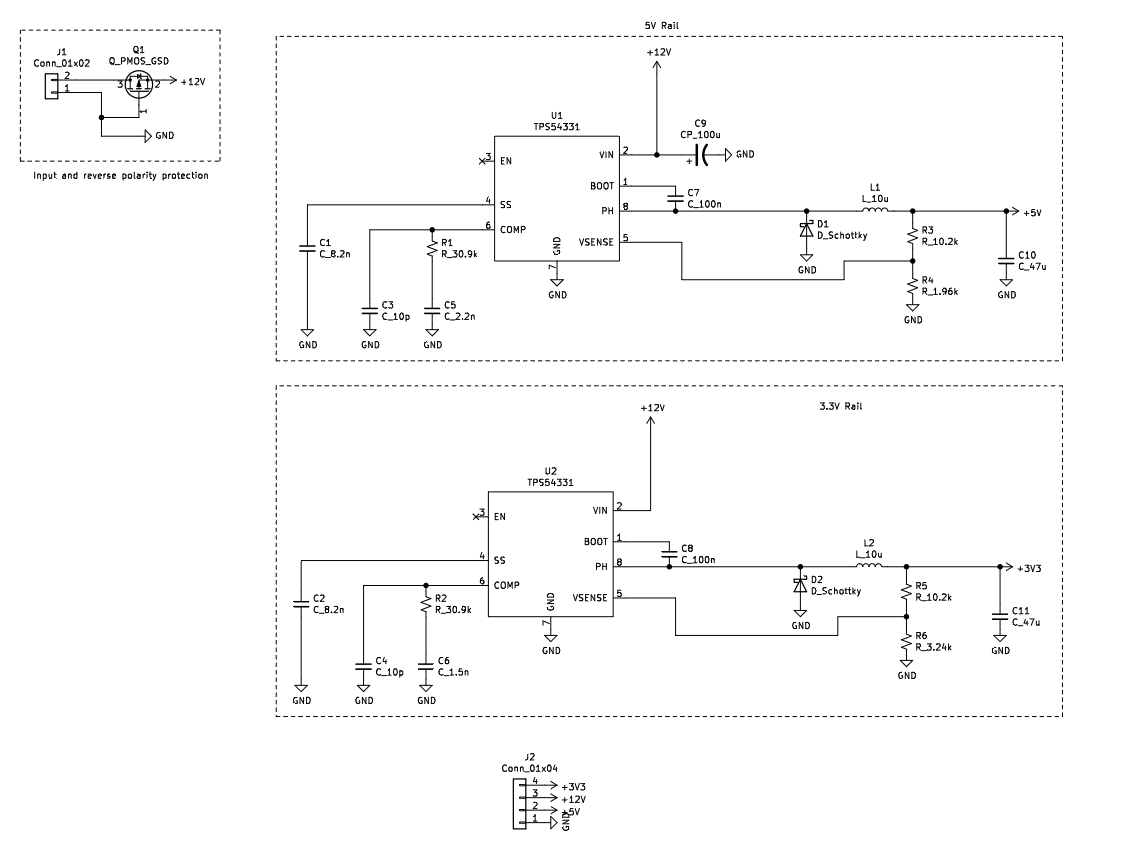 5V Rail
J1
Conn_01x02
2
1
Q1
Q_PMOS_GSD
3
2
1
+12V
GND
Input and reverse polarity protection
+12V
U1
TPS54331
3
EN
4
SS
6
COMP
VIN
2
BOOT
1
PH
8
VSENSE
5
GND
7
GND
C9
CP_100u
+
GND
C7
C_100n
L1
L_10u
D1
D_Schottky
GND
+5V
R3
R_10.2k
R4
R_1.96k
GND
C10
C_47u
GND
C1
C_8.2n
GND
R1
R_30.9k
C3
C_10p
GND
C5
C_2.2n
GND
3.3V Rail
+12V
U2
TPS54331
3
EN
4
SS
6
COMP
VIN
2
BOOT
1
PH
8
VSENSE
5
GND
7
GND
C8
C_100n
L2
L_10u
D2
D_Schottky
GND
+3V3
R5
R_10.2k
R6
R_3.24k
GND
C11
C_47u
GND
C2
C_8.2n
GND
R2
R_30.9k
C4
C_10p
GND
C6
C_1.5n
GND
J2
Conn_01x04
4
+3V3
3
+12V
2
+5V
1
GND